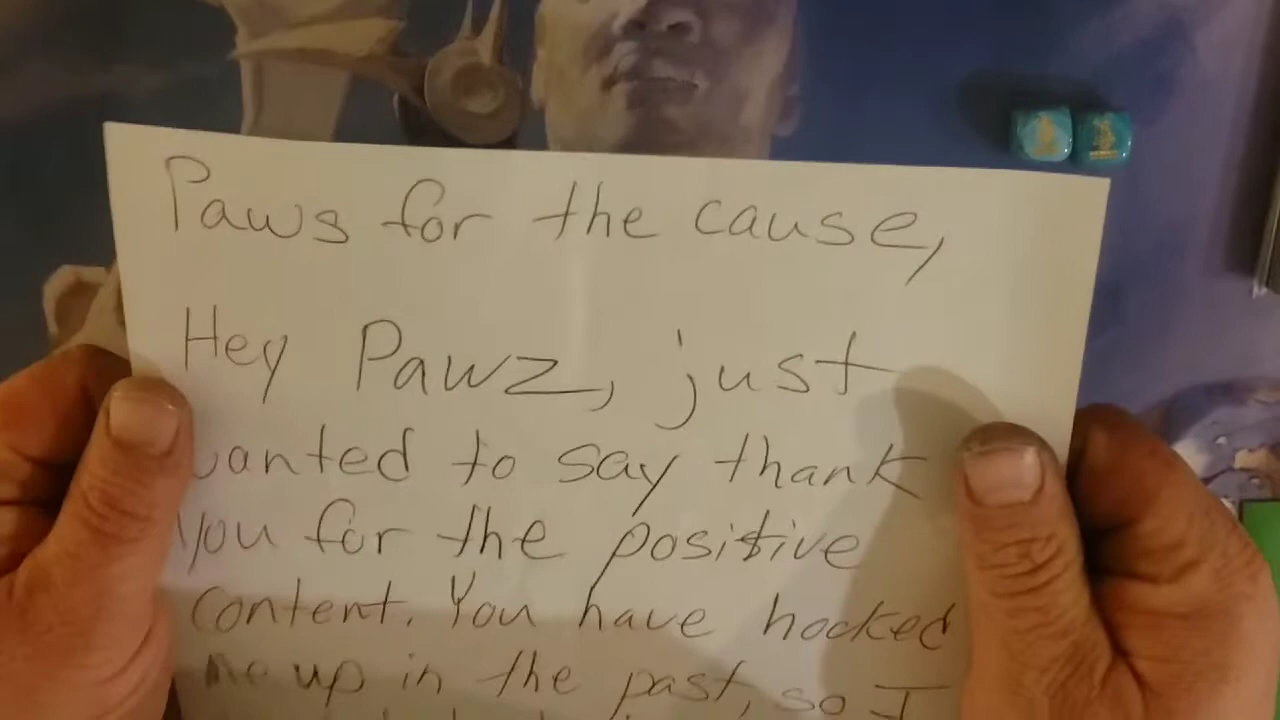 Paws for the cause,
Hey Pawz, just
wanted to say thank
you for the positive
content. You have hooked
me up in the past, so I